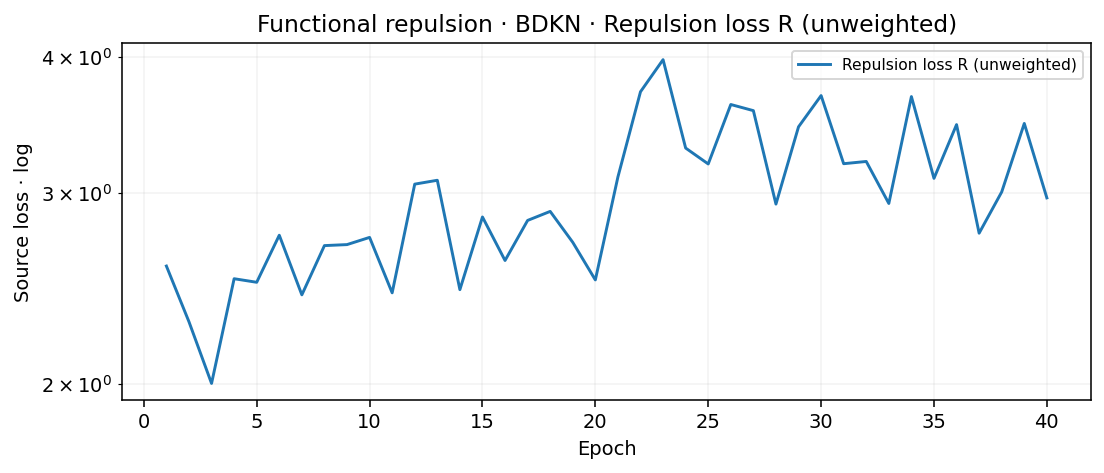 Functional repulsion · BDKN · Repulsion loss R (unweighted)
Repulsion loss R (unweighted)
Source loss · log
4 × 10⁰
3 × 10⁰
2 × 10⁰
0 5 10 15 20 25 30 35 40
Epoch